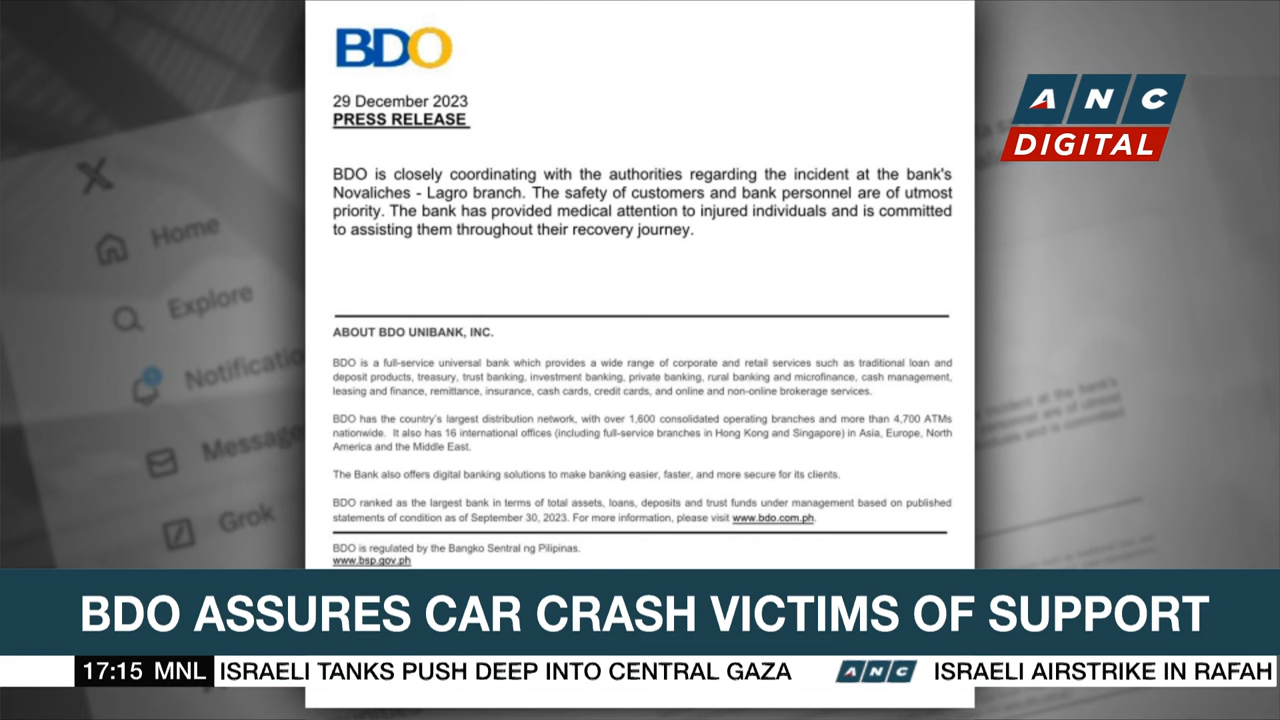 BDO
29 December 2023
PRESS RELEASE
BDO is closely coordinating with the authorities regarding the incident at the bank's
Novaliches - Lagro branch. The safety of customers and bank personnel are of utmost
priority. The bank has provided medical attention to injured individuals and is committed
to assisting them throughout their recovery journey.
ABOUT BDO UNIBANK, INC.
BDO is a full-service universal bank which provides a wide range of corporate and retail services such as traditional loan and
deposit products, treasury, trust banking, investment banking, private banking, rural banking and microfinance, cash management,
leasing and finance, remittance, insurance, cash cards, credit cards, and online and non-online brokerage services.
BDO has the country's largest distribution network, with over 1,600 consolidated operating branches and more than 4,700 ATMs
nationwide. It also has 16 international offices (including full-service branches in Hong Kong and Singapore) in Asia, Europe, North
America and the Middle East.
The Bank also offers digital banking solutions to make banking easier, faster, and more secure for its clients.
BDO ranked as the largest bank in terms of total assets, loans, deposits and trust funds under management based on published
statements of condition as of September 30, 2023. For more information, please visit www.bdo.com.ph.
BDO is regulated by the Bangko Sentral ng Pilipinas.
www.bsp.gov.ph
ANC
DIGITAL
X
Home
Explore
Notificatio
Message
Grok
incident at the bank's
are of utmost
and is committed
BDO ASSURES CAR CRASH VICTIMS OF SUPPORT
17:15 MNL ISRAELI TANKS PUSH DEEP INTO CENTRAL GAZA ANC ISRAELI AIRSTRIKE IN RAFAH